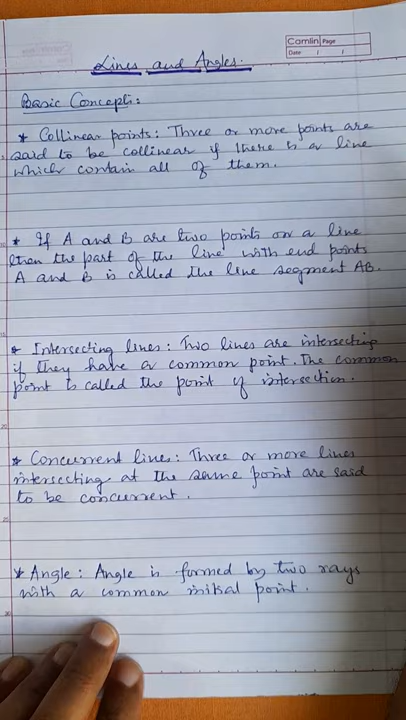 Camlin Page
Date / /
Lines and Angles.
Basic Concept:
* Collinear points: Three or more points are
said to be collinear if there is a line
which contain all of them.
* If A and B are two points on a line
then the part of the line with end points
A and B is called the line segment AB.
* Intersecting lines: Two lines are intersecting
if they have a common point. The common
point is called the point of intersection.
* Concurrent lines: Three or more lines
intersecting at the same point are said
to be concurrent.
* Angle: Angle is formed by two rays
with a common initial point.